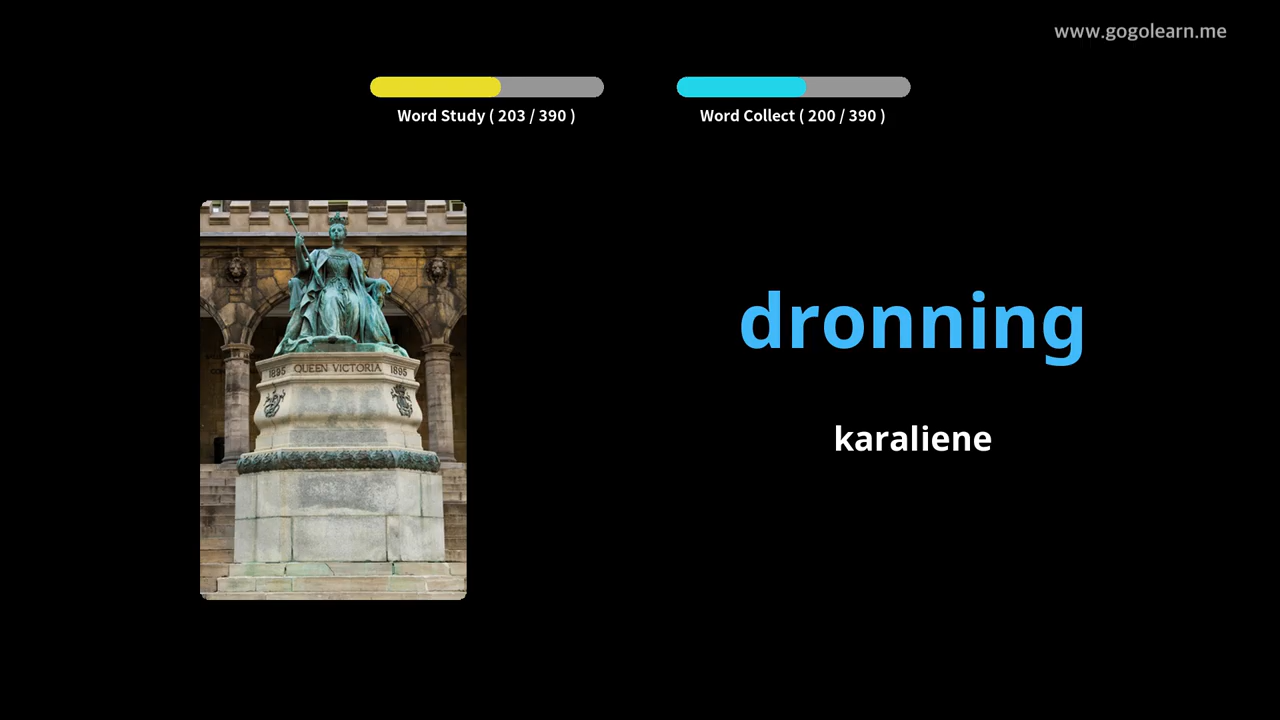 www.gogolearn.me
Word Study ( 203 / 390 )
Word Collect ( 200 / 390 )
1895 QUEEN VICTORIA 1895
dronning
karaliene